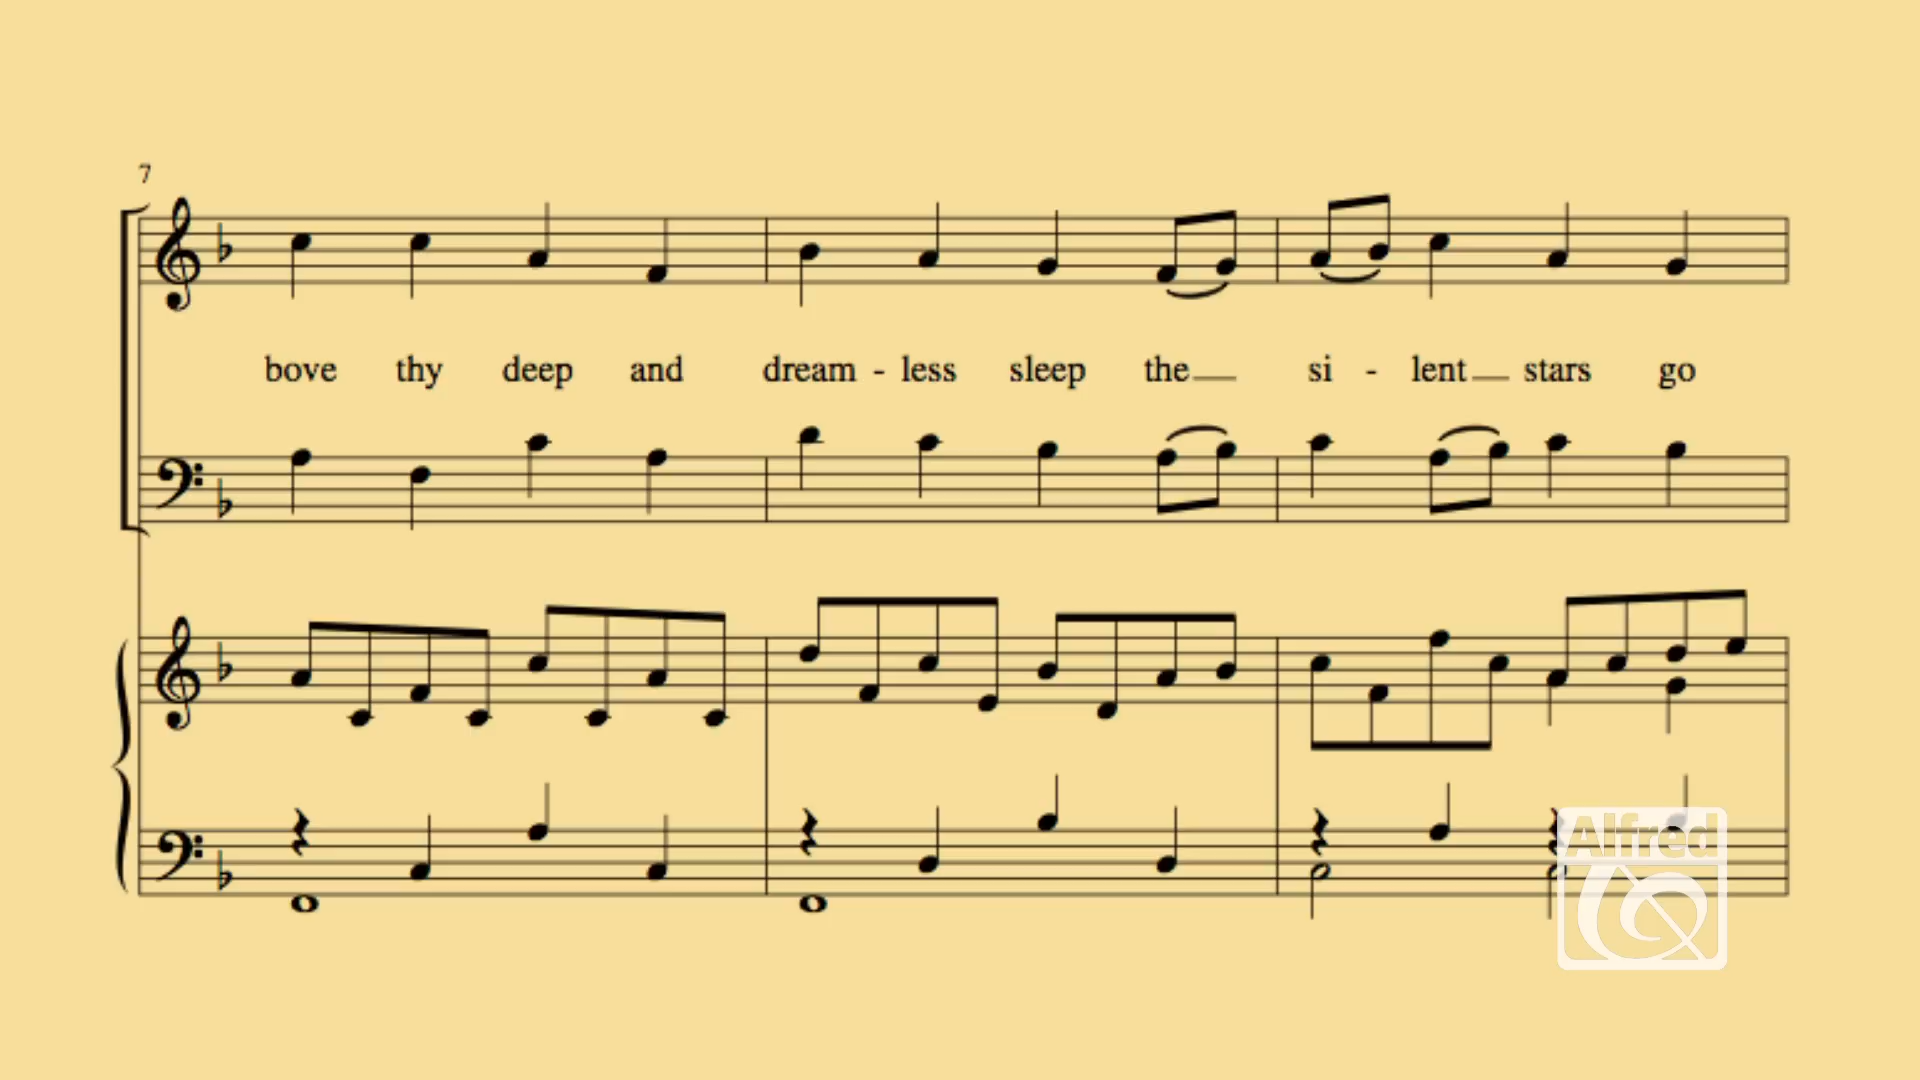 7
bove thy deep and dream - less sleep the si - lent stars go
Alfred